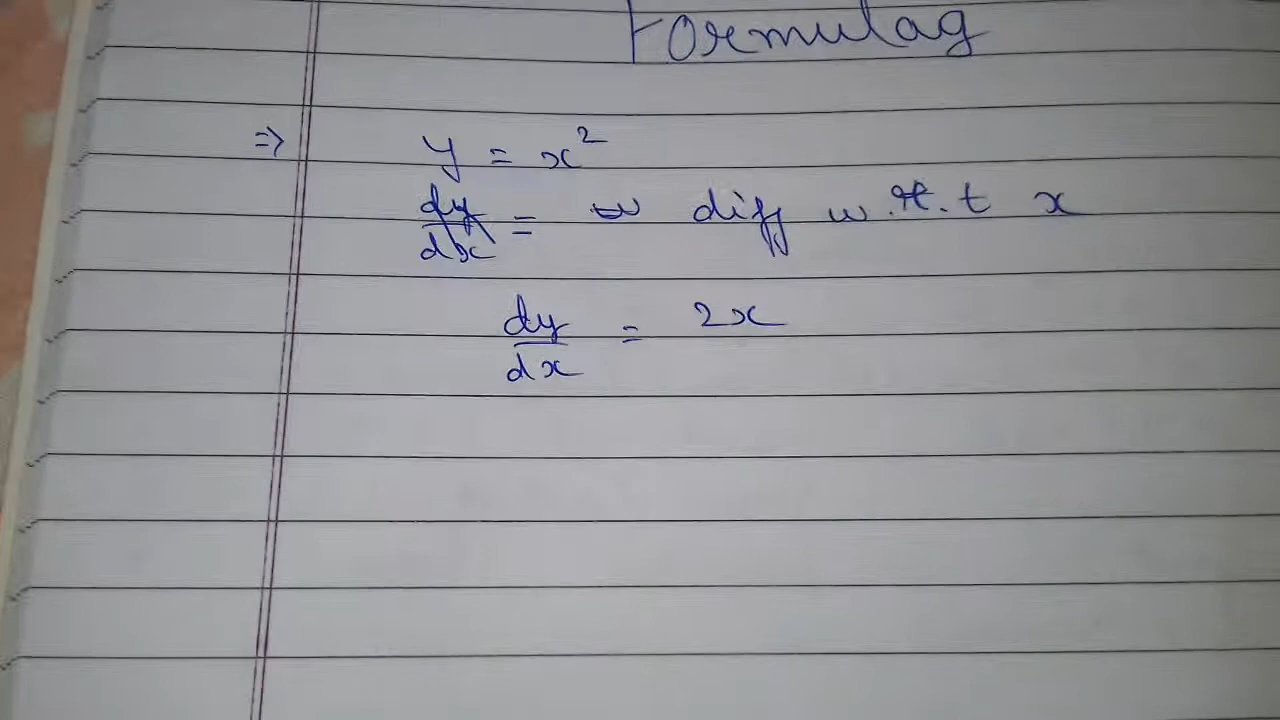 Formulas
=> y = x²
dy/dx = diff w.r.t x
dy/dx = 2x